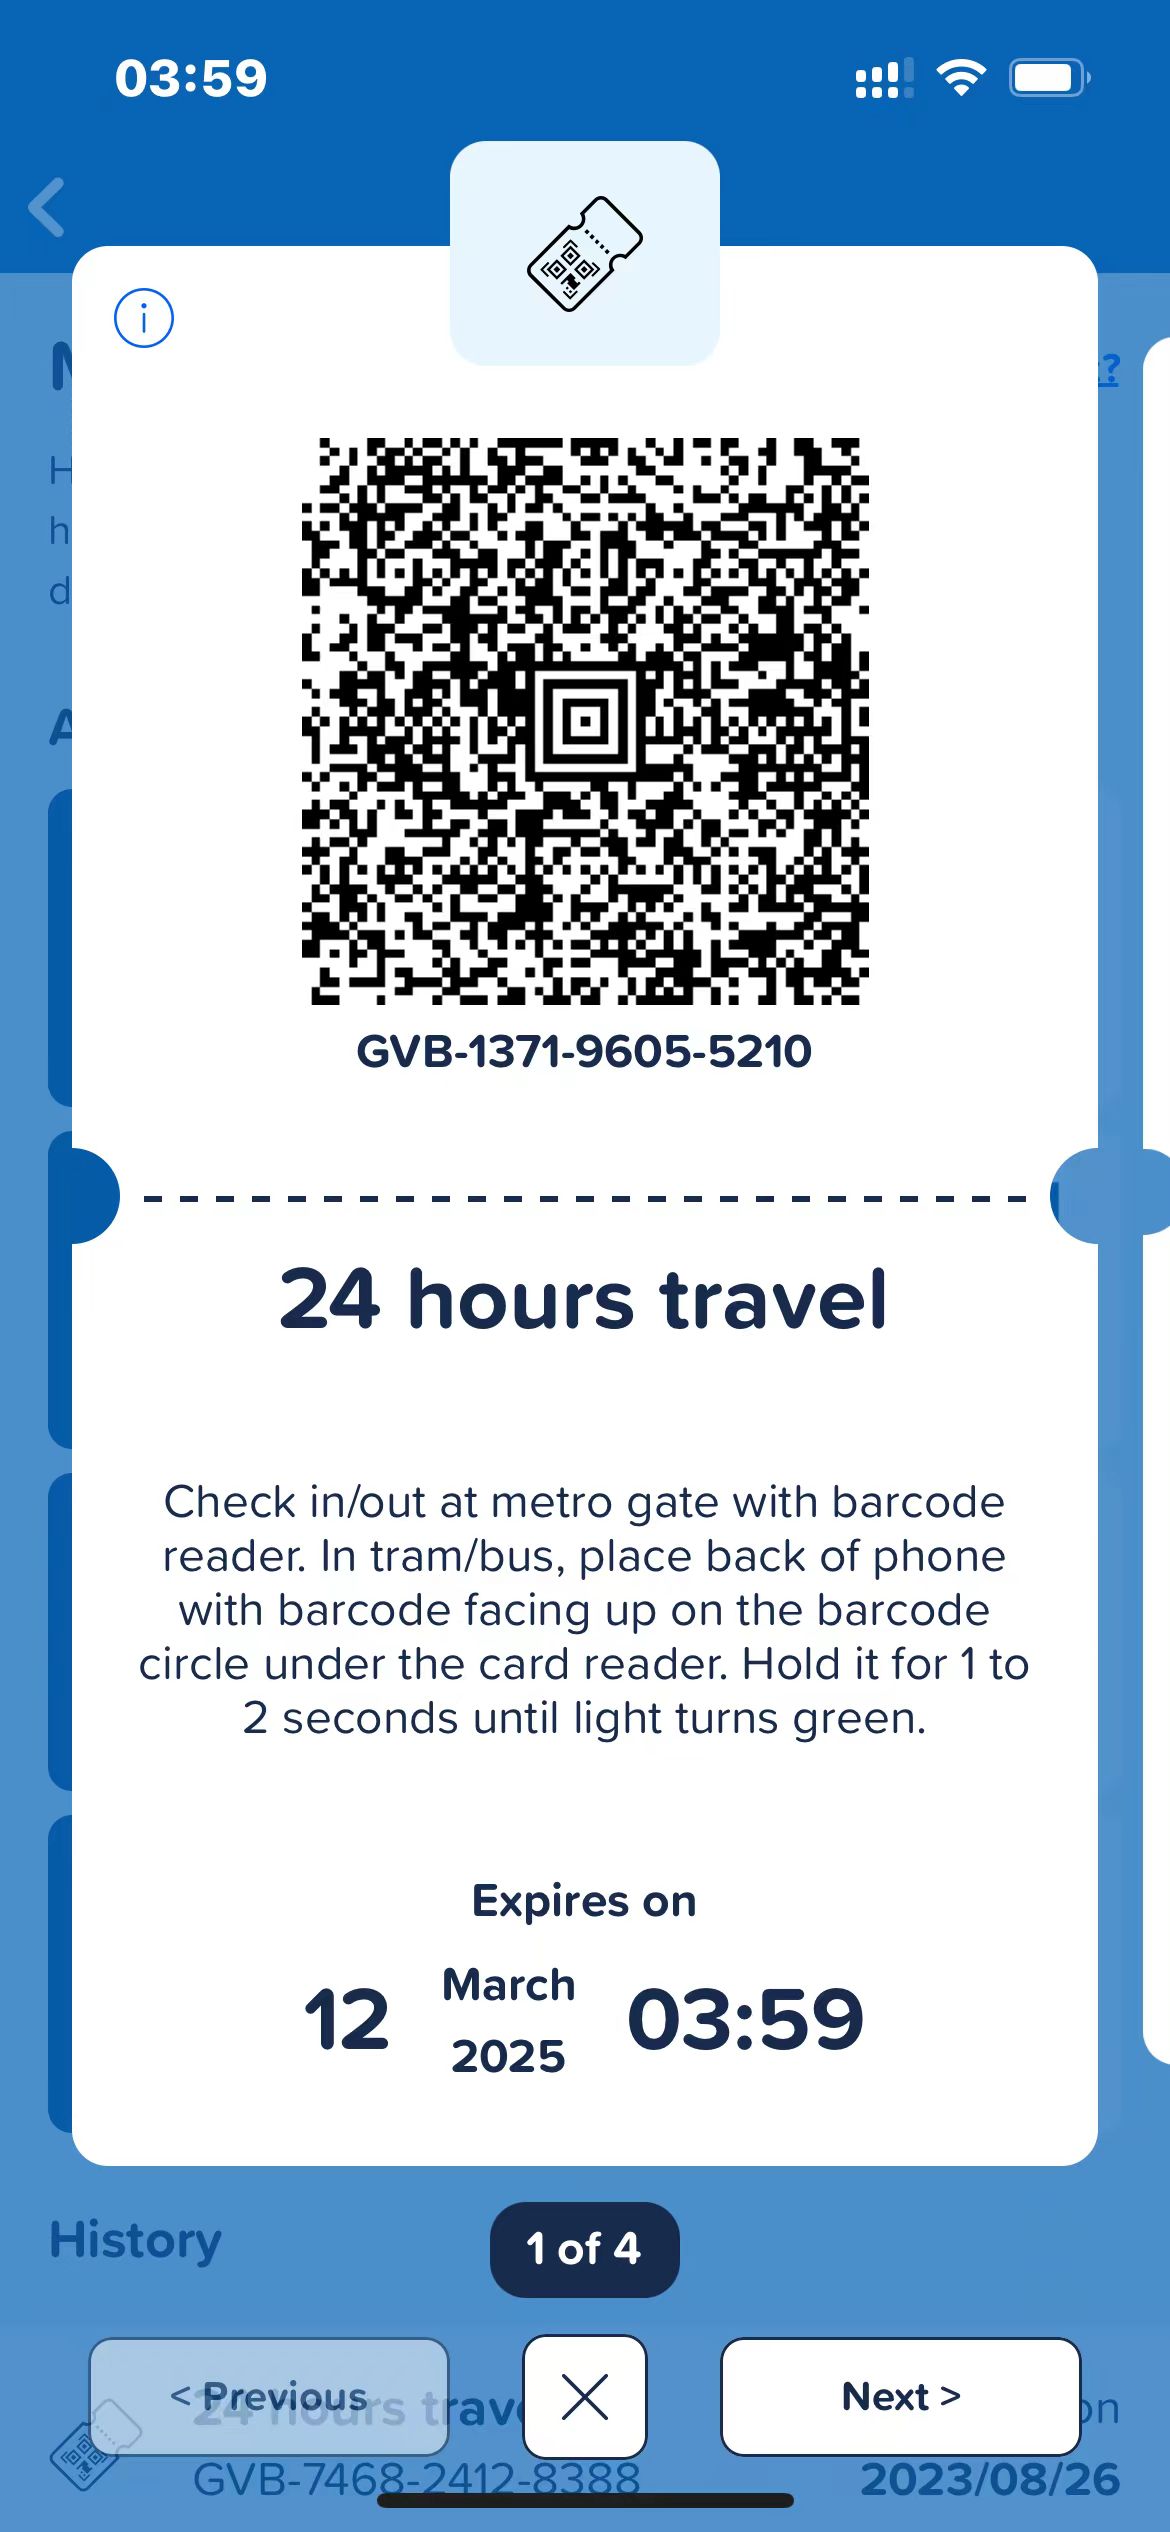 03:59
?
GVB-1371-9605-5210
24 hours travel
Check in/out at metro gate with barcode
reader. In tram/bus, place back of phone
with barcode facing up on the barcode
circle under the card reader. Hold it for 1 to
2 seconds until light turns green.
Expires on
12 March 2025 03:59
History
1 of 4
< Previous
Next >
24 hours
GVB-7468-2412-8388
2023/08/26